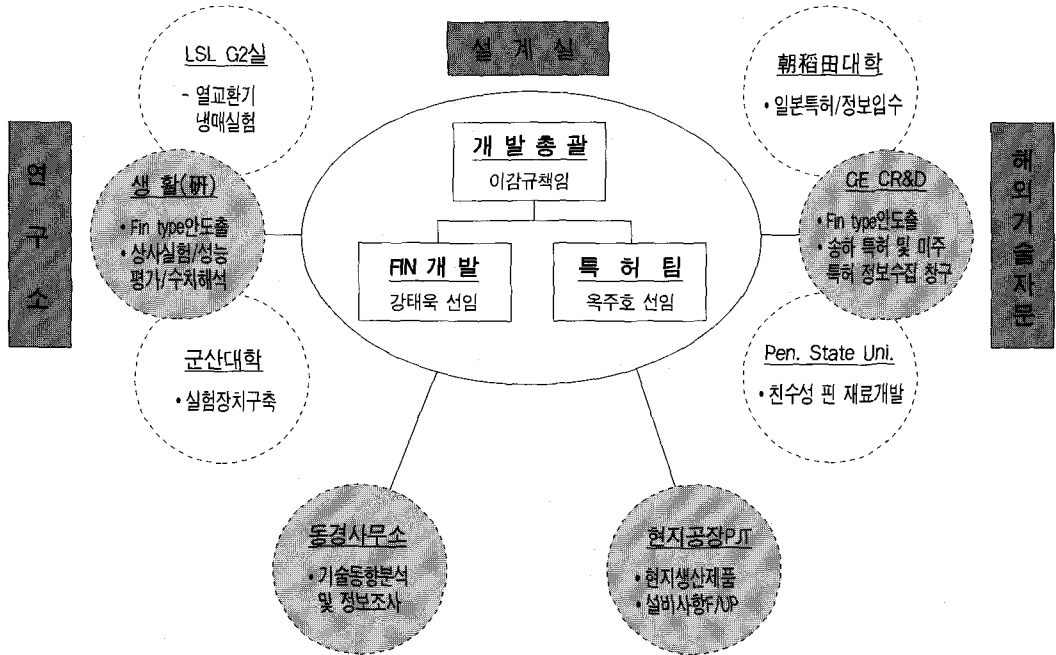 설 계 실
연 구 소
LSL G2실
- 열교환기
냉매실험
생 활(硏)
• Fin type안도출
• 상사실험/성능
평가/수치해석
군산대학
• 실험장치구축
개 발 총 괄
이감규책임
FIN 개 발
강태욱 선임
특 허 팀
옥주호 선임
朝稻田대학
• 일본특허/정보입수
GE CR&D
• Fin type안도출
• 송하 특허 및 미주
특허 정보수집 창구
Pen. State Uni.
• 친수성 핀 재료개발
해 외 기 술 자 문
동경사무소
• 기술동향분석
및 정보조사
현지공장PJT
• 현지생산제품
• 설비사항F/UP